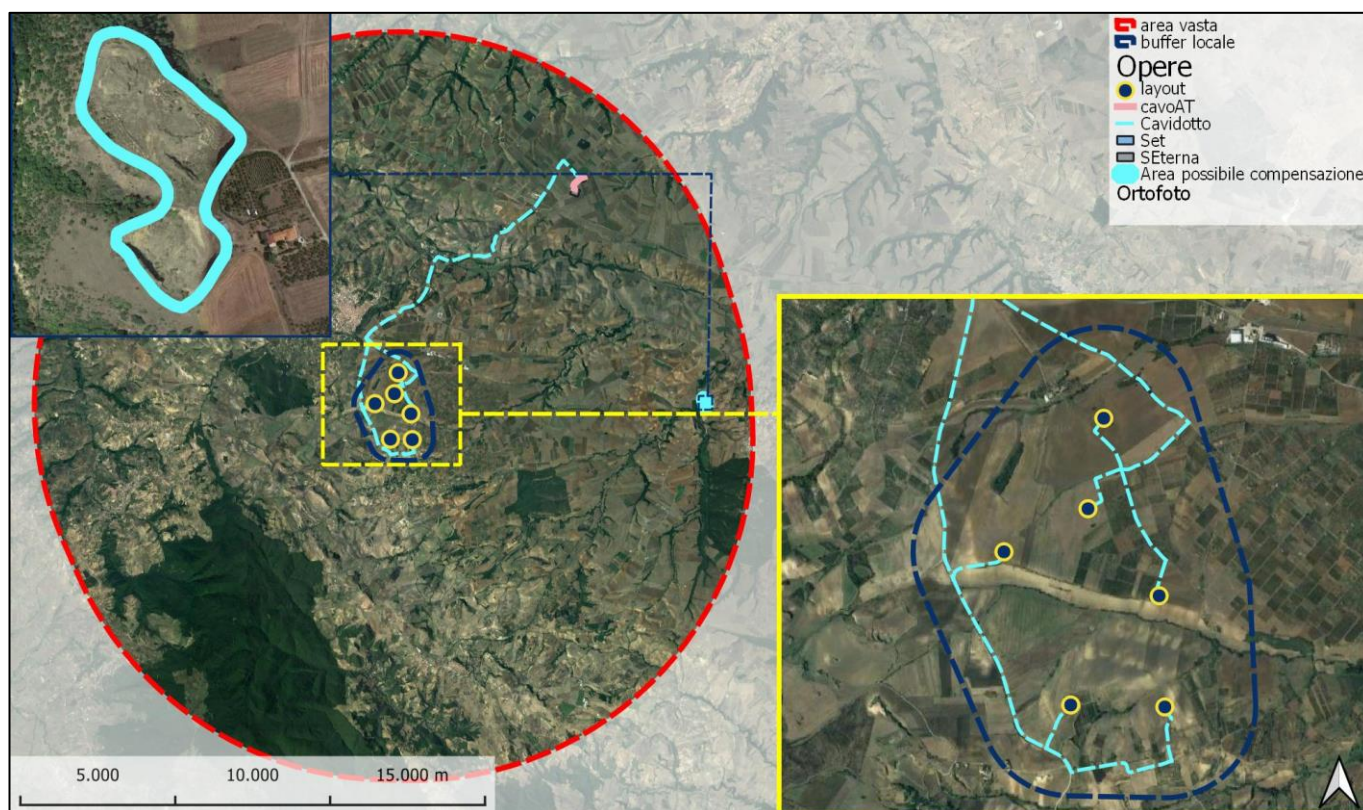 area vasta
buffer locale
Opere
layout
cavoAT
Cavidotto
Set
SEterna
Area possibile compensazione
Ortofoto
5.000 10.000 15.000 m